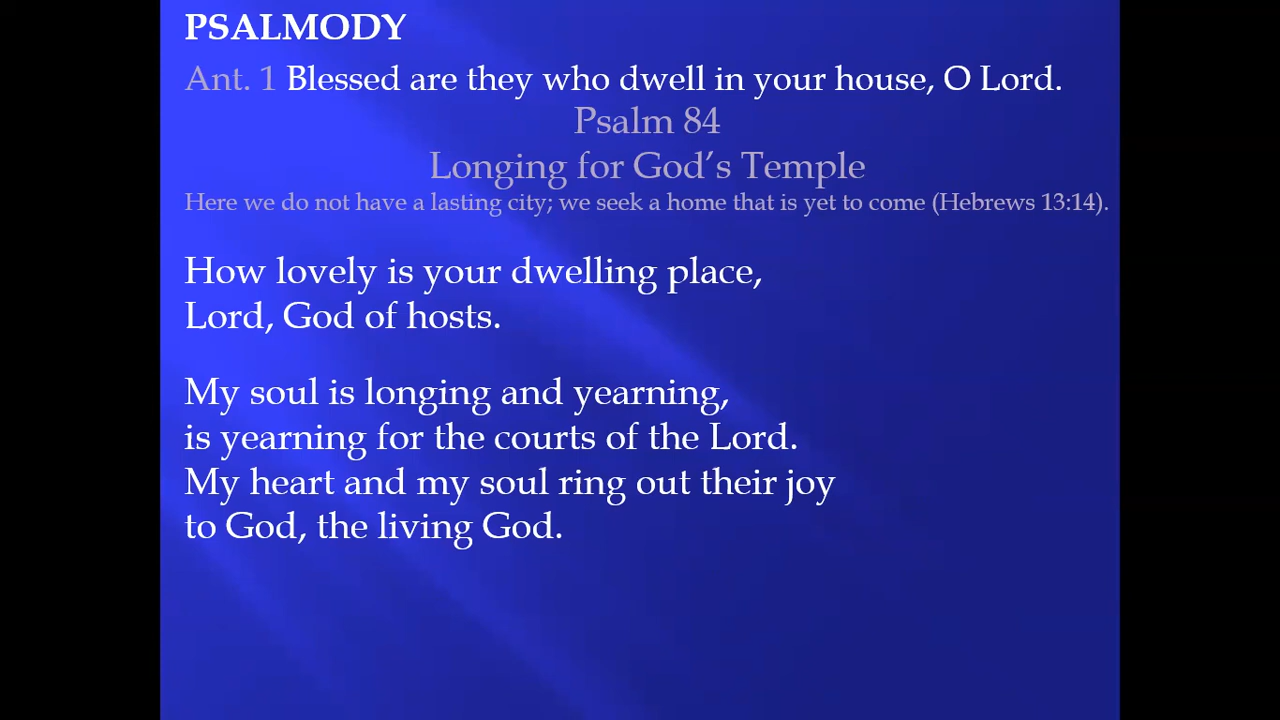 PSALMODY
Ant. 1 Blessed are they who dwell in your house, O Lord.
Psalm 84
Longing for God’s Temple
Here we do not have a lasting city; we seek a home that is yet to come (Hebrews 13:14).
How lovely is your dwelling place,
Lord, God of hosts.
My soul is longing and yearning,
is yearning for the courts of the Lord.
My heart and my soul ring out their joy
to God, the living God.